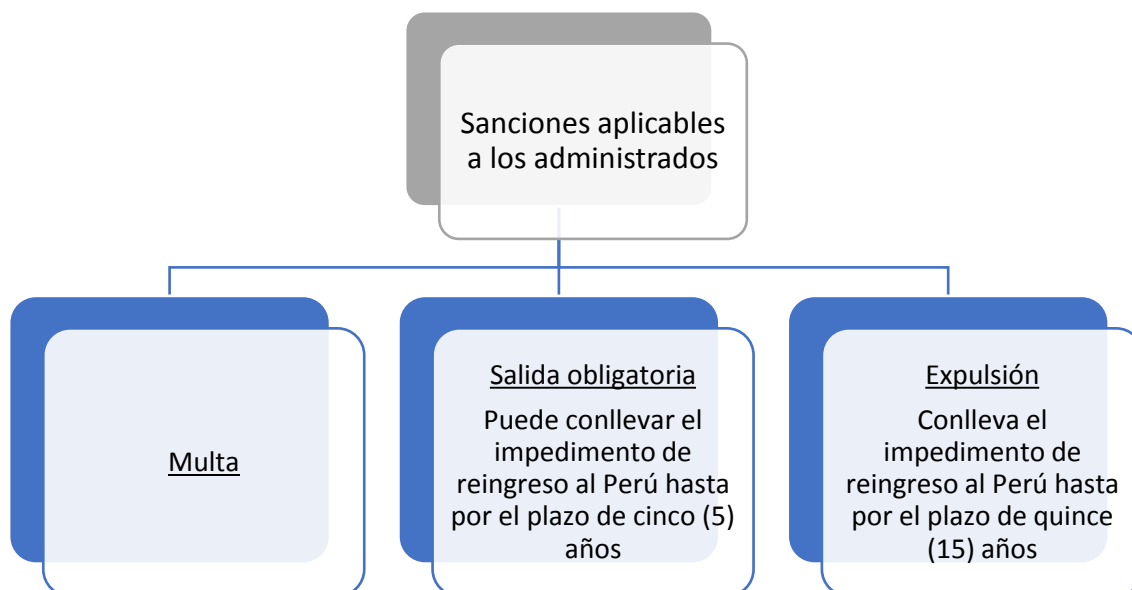 Sanciones aplicables
a los administrados
Multa
Salida obligatoria
Puede conllevar el
impedimento de
reingreso al Perú hasta
por el plazo de cinco (5)
años
Expulsión
Conlleva el
impedimento de
reingreso al Perú hasta
por el plazo de quince
(15) años